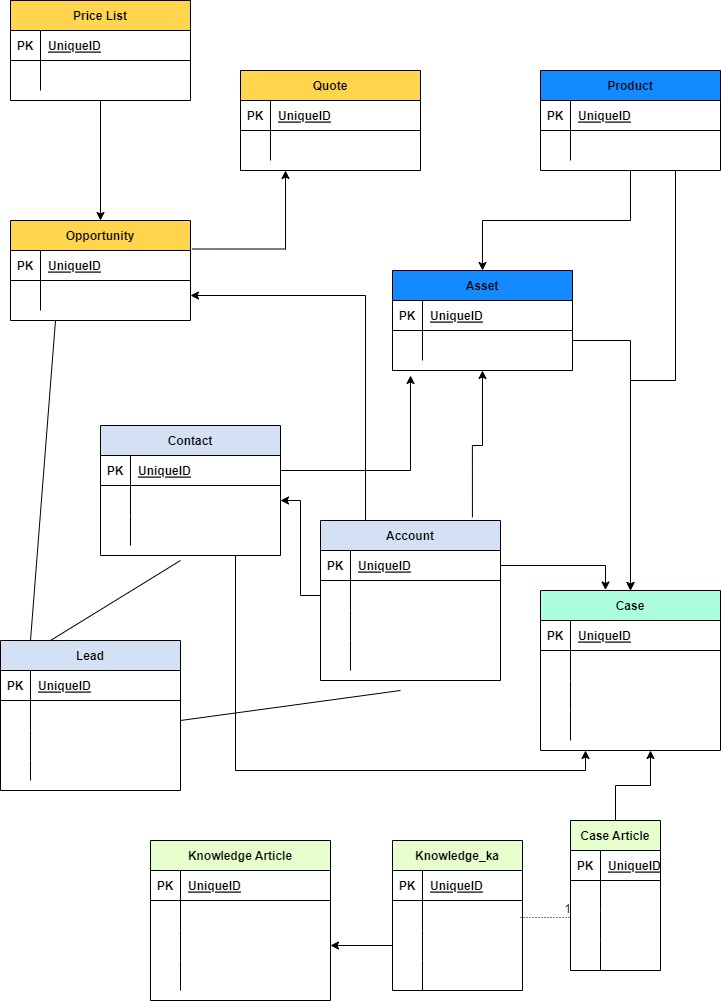 Price List
PK UniqueID
Quote
PK UniqueID
Product
PK UniqueID
Opportunity
PK UniqueID
Asset
PK UniqueID
Contact
PK UniqueID
Account
PK UniqueID
Case
PK UniqueID
Lead
PK UniqueID
Case Article
PK UniqueID
Knowledge Article
PK UniqueID
Knowledge_ka
PK UniqueID
1